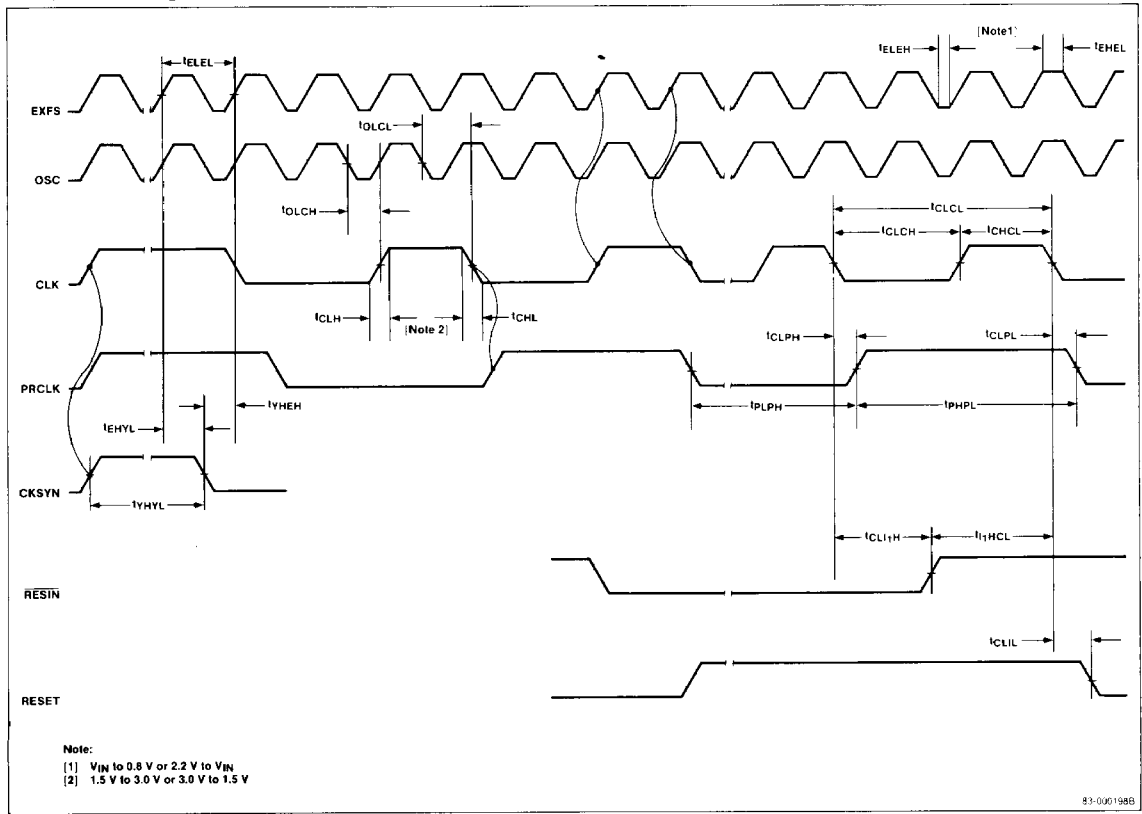 [Note1]
tELEH
tEHEL
tELEL
EXFS
tOLCL
OSC
tOLCH
tCLCL
tCLCH
tCHCL
CLK
tCLH
[Note 2]
tCHL
tCLPH
tCLPL
PRCLK
tYHEH
tPLPH
tPHPL
tEHYL
CKSYN
tYHYL
tCLI1H
tI1HCL
RESIN
tCLIL
RESET
Note:
[1] VIN to 0.8 V or 2.2 V to VIN
[2] 1.5 V to 3.0 V or 3.0 V to 1.5 V
83-000198B